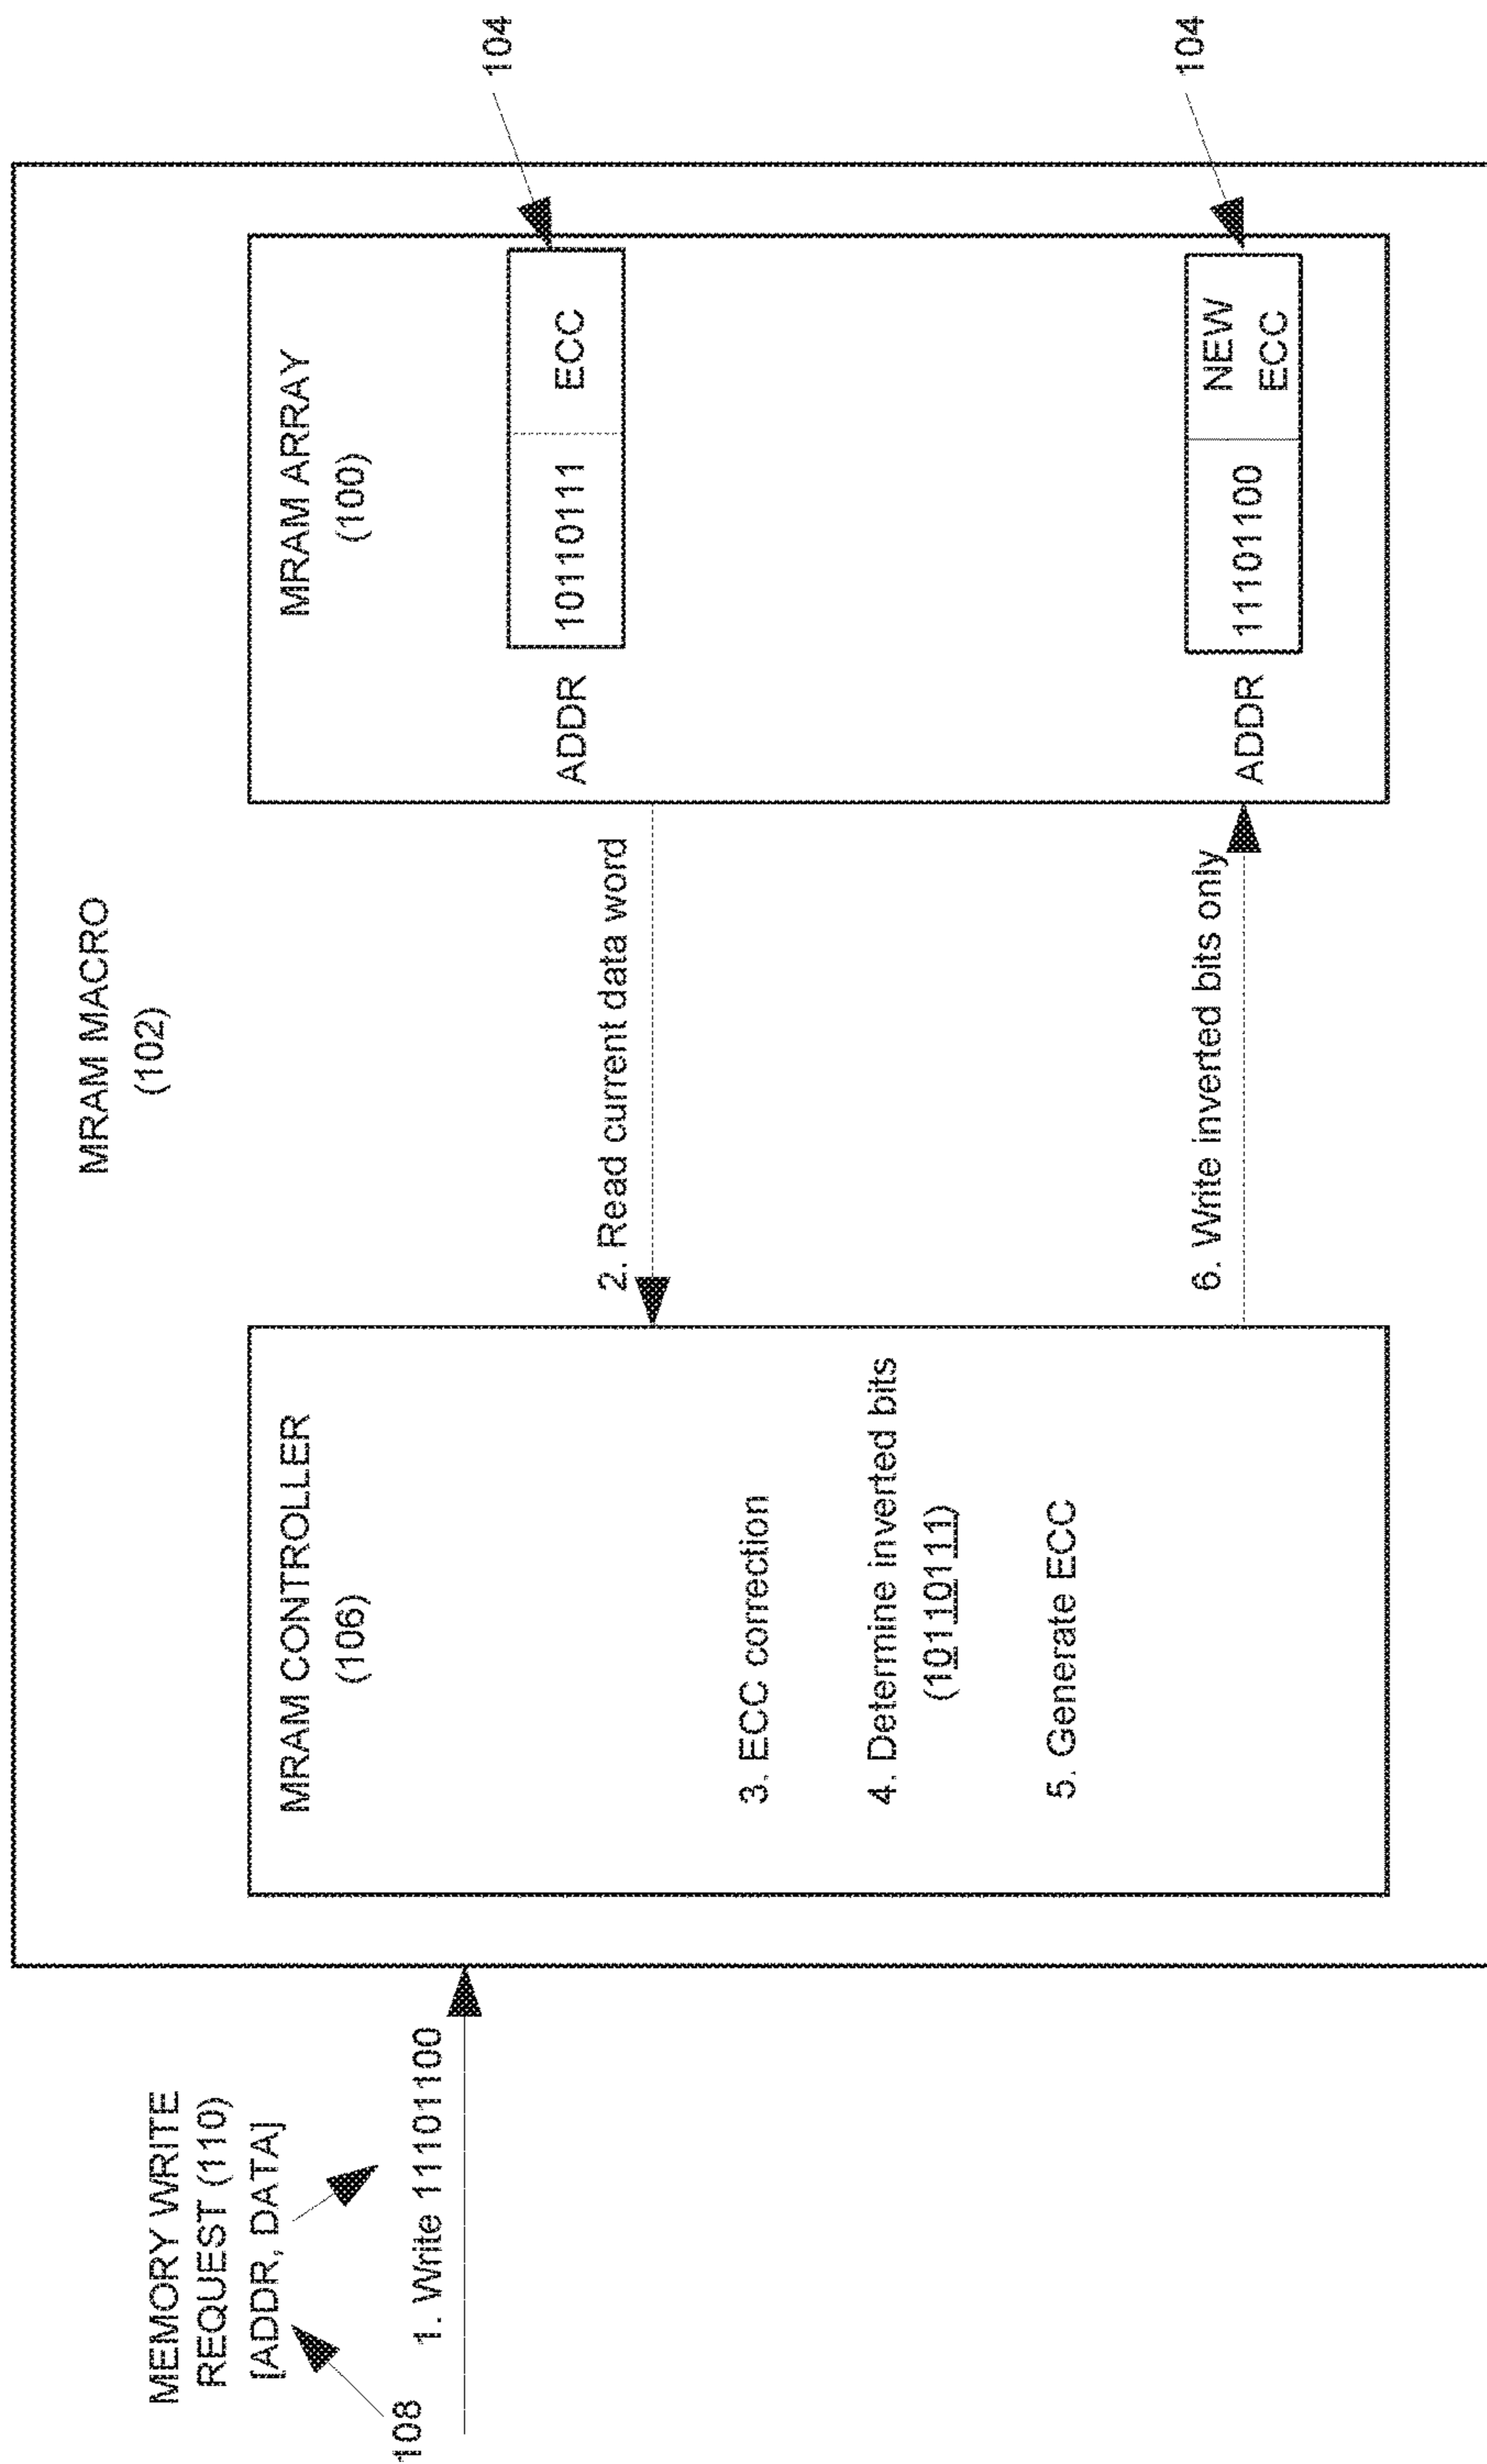 MRAM MACRO
(102)
MEMORY WRITE
REQUEST (110)
[ADDR, DATA]
108
1. Write 11101100
MRAM CONTROLLER
(106)
3. ECC correction
4. Determine inverted bits
(10110111)
5. Generate ECC
2. Read current data word
6. Write inverted bits only
MRAM ARRAY
(100)
ADDR 10110111 ECC
104
ADDR 11101100 NEW
ECC
104